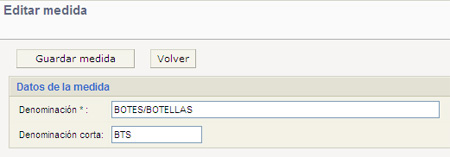 Editar medida
Guardar medida Volver
Datos de la medida
Denominación * : BOTES/BOTELLAS
Denominación corta: BTS